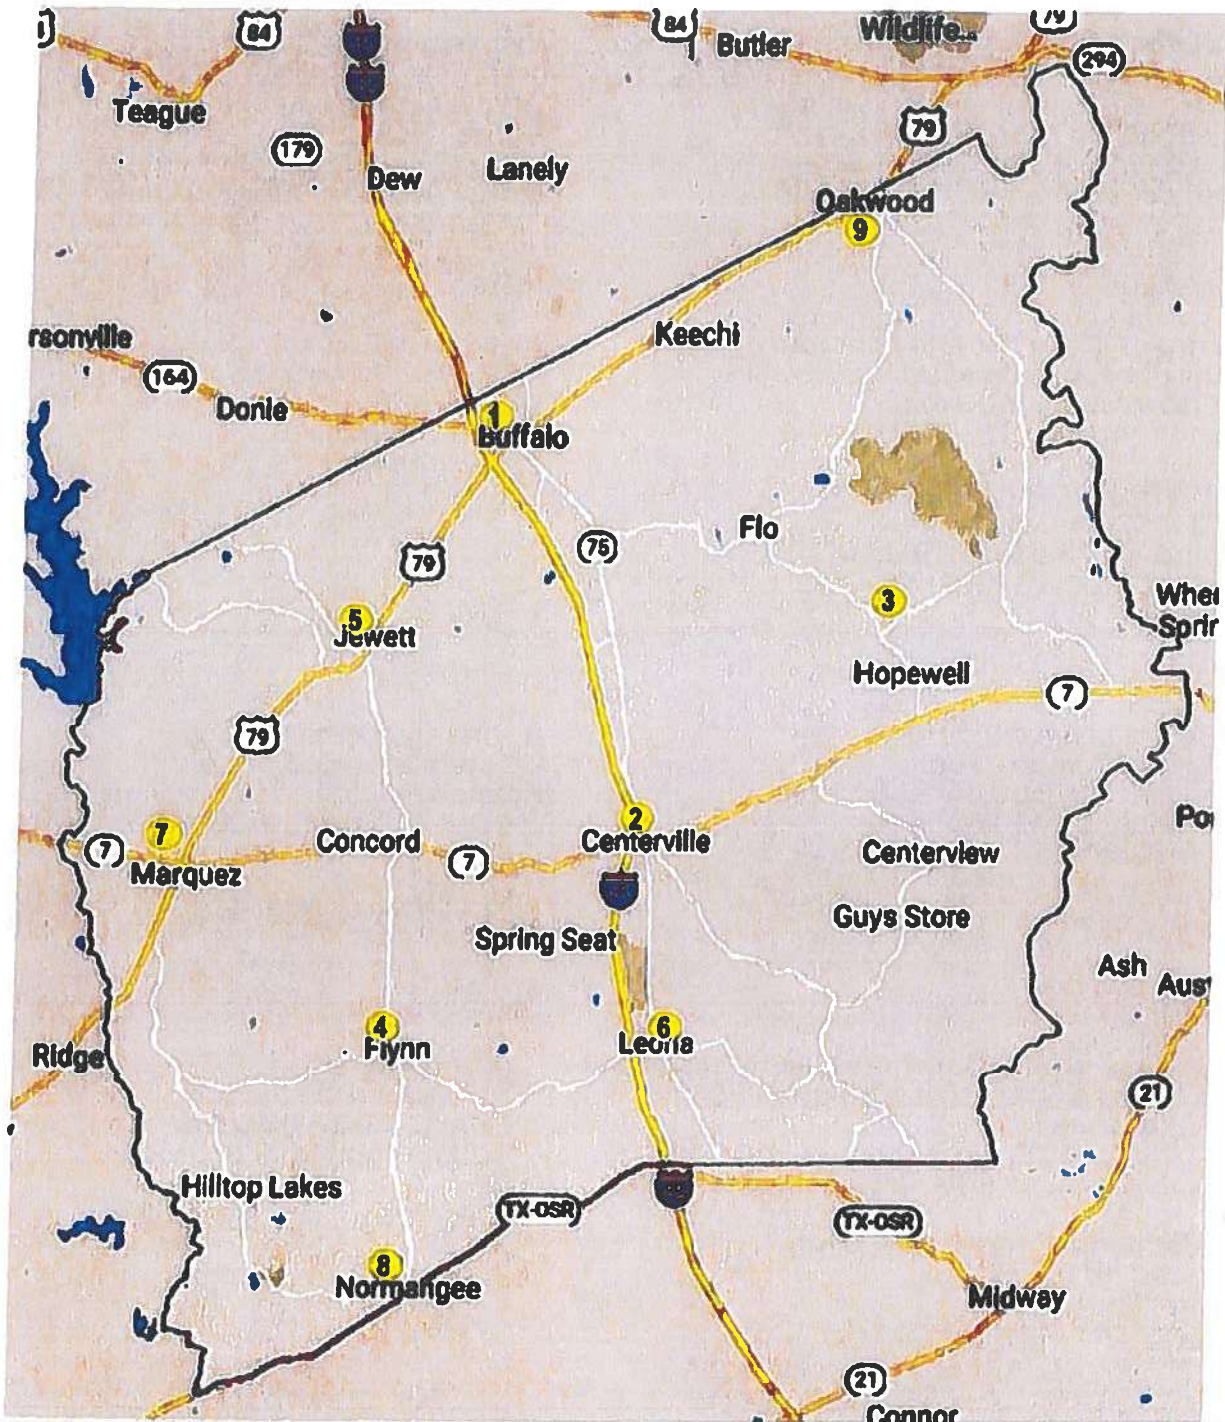 84
84
79
Wildlife...
Butler
294
Teague
179
79
Dew
Lanely
Oakwood
9
rsonville
Keechi
164
Donie
1
Buffalo
Flo
75
79
3
5
Jewett
Wher
Sprin
Hopewell
7
79
2
7
Concord
Centerville
7
7
Marquez
Centerview
Guys Store
Spring Seat
Ash
Aus
4
Flynn
6
Leona
Ridge
21
Hilltop Lakes
TX-OSR
TX-OSR
8
Normangee
Midway
21
Connor